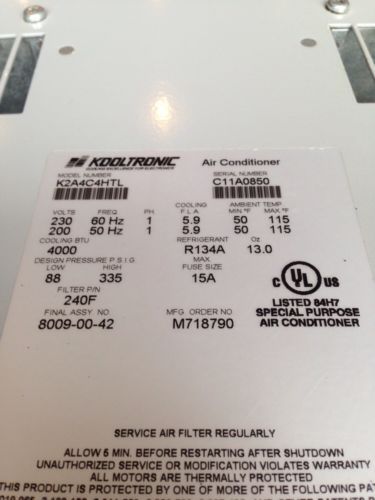 KOOLTRONIC Air Conditioner
MODEL NUMBER SERIAL NUMBER
K2A4C4HTL C11A0850
COOLING AMBIENT TEMP.
VOLTS FREQ PH. F L A MIN °F MAX °F
230 60 Hz 1 5.9 50 115
200 50 Hz 1 5.9 50 115
COOLING BTU REFRIGERANT Oz
4000 R134A 13.0
DESIGN PRESSURE P.S.I.G. MAX.
LOW HIGH FUSE SIZE
88 335 15A
FILTER P/N
240F
FINAL ASSY. NO MFG. ORDER NO
8009-00-42 M718790
C UL US
LISTED 84H7
SPECIAL PURPOSE
AIR CONDITIONER
SERVICE AIR FILTER REGULARLY
ALLOW 5 MIN. BEFORE RESTARTING AFTER SHUTDOWN
UNAUTHORIZED SERVICE OR MODIFICATION VIOLATES WARRANTY
ALL MOTORS ARE THERMALLY PROTECTED
THIS PRODUCT IS PROTECTED BY ONE OF MORE OF THE FOLLOWING